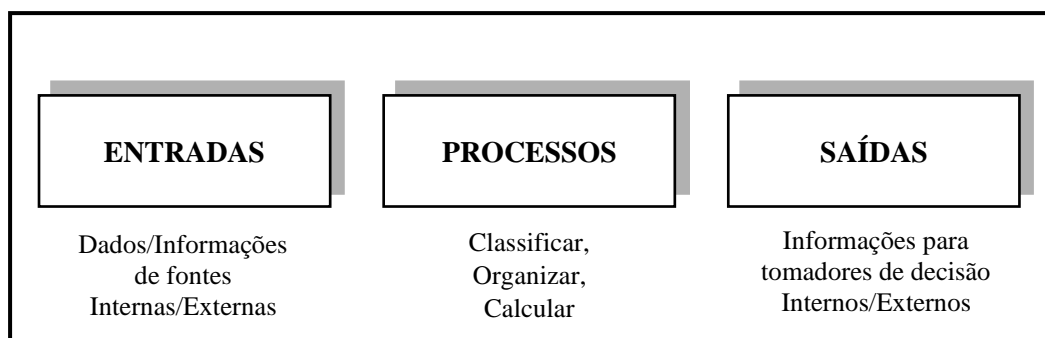 ENTRADAS
Dados/Informações
de fontes
Internas/Externas
PROCESSOS
Classificar,
Organizar,
Calcular
SAÍDAS
Informações para
tomadores de decisão
Internos/Externos